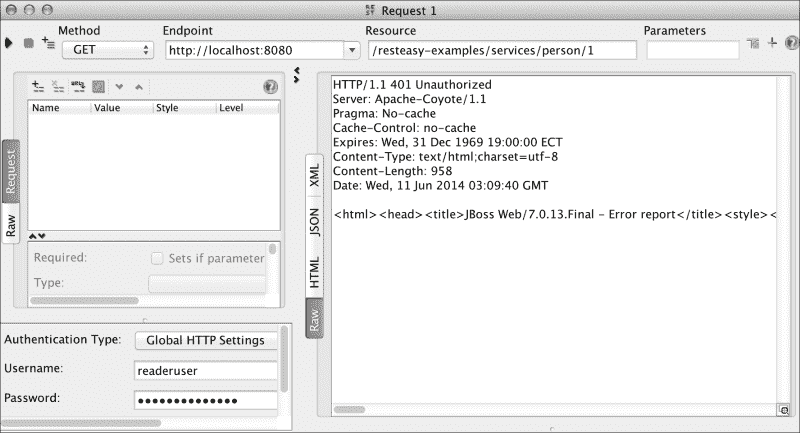 Request 1
Method
Endpoint
Resource
Parameters
GET
http://localhost:8080
/resteasy-examples/services/person/1
Name
Value
Style
Level
Request
Raw
Required:
Sets if parameter
Type:
Authentication Type:
Global HTTP Settings
Username:
readeruser
Password:
●●●●●●●●●●●●●●
XML
JSON
HTML
Raw
HTTP/1.1 401 Unauthorized
Server: Apache-Coyote/1.1
Pragma: No-cache
Cache-Control: no-cache
Expires: Wed, 31 Dec 1969 19:00:00 ECT
Content-Type: text/html;charset=utf-8
Content-Length: 958
Date: Wed, 11 Jun 2014 03:09:40 GMT
<html><head><title>JBoss Web/7.0.13.Final - Error report</title><style><